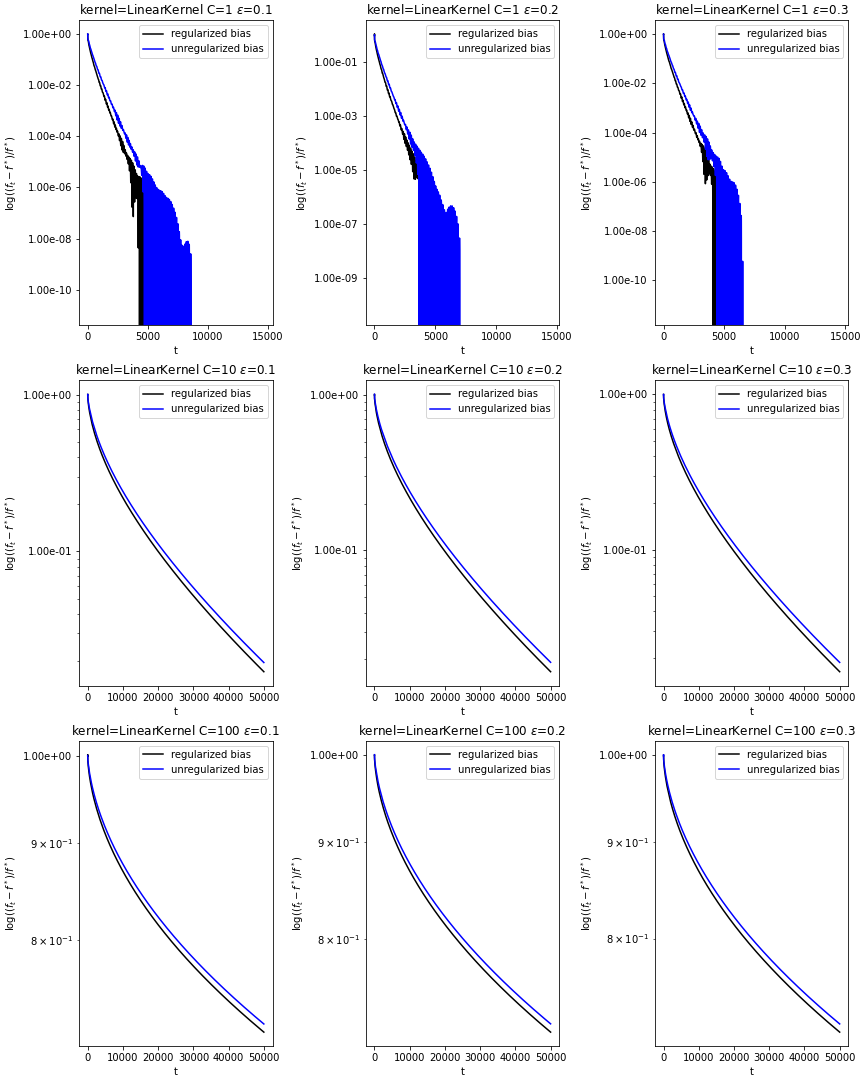 kernel=LinearKernel C=1 ε=0.1
regularized bias
unregularized bias
1.00e+00
1.00e-02
1.00e-04
1.00e-06
1.00e-08
1.00e-10
log((f_t − f*)/f*)
0 5000 10000 15000
t
kernel=LinearKernel C=1 ε=0.2
regularized bias
unregularized bias
1.00e-01
1.00e-03
1.00e-05
1.00e-07
1.00e-09
log((f_t − f*)/f*)
0 5000 10000 15000
t
kernel=LinearKernel C=1 ε=0.3
regularized bias
unregularized bias
1.00e+00
1.00e-02
1.00e-04
1.00e-06
1.00e-08
1.00e-10
log((f_t − f*)/f*)
0 5000 10000 15000
t
kernel=LinearKernel C=10 ε=0.1
regularized bias
unregularized bias
1.00e+00
1.00e-01
log((f_t − f*)/f*)
0 10000 20000 30000 40000 50000
t
kernel=LinearKernel C=10 ε=0.2
regularized bias
unregularized bias
1.00e+00
1.00e-01
log((f_t − f*)/f*)
0 10000 20000 30000 40000 50000
t
kernel=LinearKernel C=10 ε=0.3
regularized bias
unregularized bias
1.00e+00
1.00e-01
log((f_t − f*)/f*)
0 10000 20000 30000 40000 50000
t
kernel=LinearKernel C=100 ε=0.1
regularized bias
unregularized bias
1.00e+00
9 × 10⁻¹
8 × 10⁻¹
log((f_t − f*)/f*)
0 10000 20000 30000 40000 50000
t
kernel=LinearKernel C=100 ε=0.2
regularized bias
unregularized bias
1.00e+00
9 × 10⁻¹
8 × 10⁻¹
log((f_t − f*)/f*)
0 10000 20000 30000 40000 50000
t
kernel=LinearKernel C=100 ε=0.3
regularized bias
unregularized bias
1.00e+00
9 × 10⁻¹
8 × 10⁻¹
log((f_t − f*)/f*)
0 10000 20000 30000 40000 50000
t